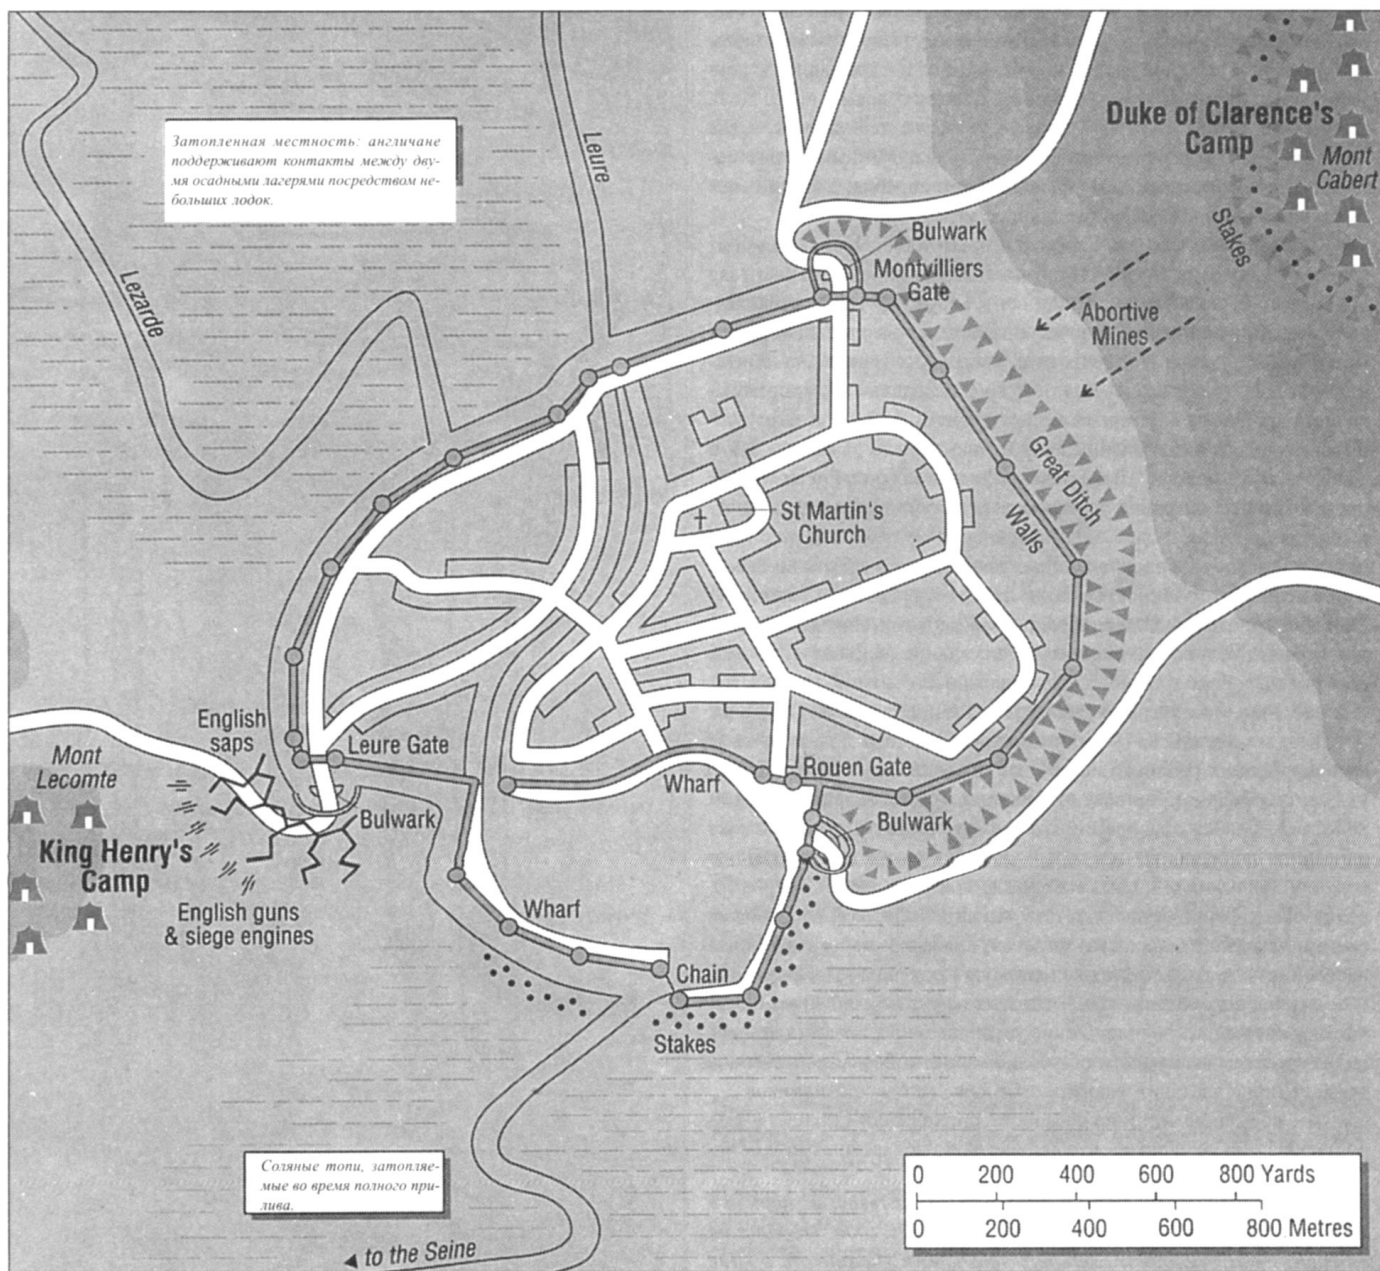 Затопленная местность: англичане
поддерживают контакты между дву-
мя осадными лагерями посредством не-
больших лодок.
Leure
Duke of Clarence's
Camp
Mont
Cabert
Stakes
Bulwark
Montvilliers
Gate
Abortive
Mines
Lezarde
Great Ditch
Walls
St Martin's
Church
English
saps
Leure Gate
Mont
Lecomte
Wharf
Rouen Gate
Bulwark
Bulwark
King Henry's
Camp
English guns
& siege engines
Wharf
Chain
Stakes
Соляные топи, затопляе-
мые во время полного при-
лива.
to the Seine
0 200 400 600 800 Yards
0 200 400 600 800 Metres